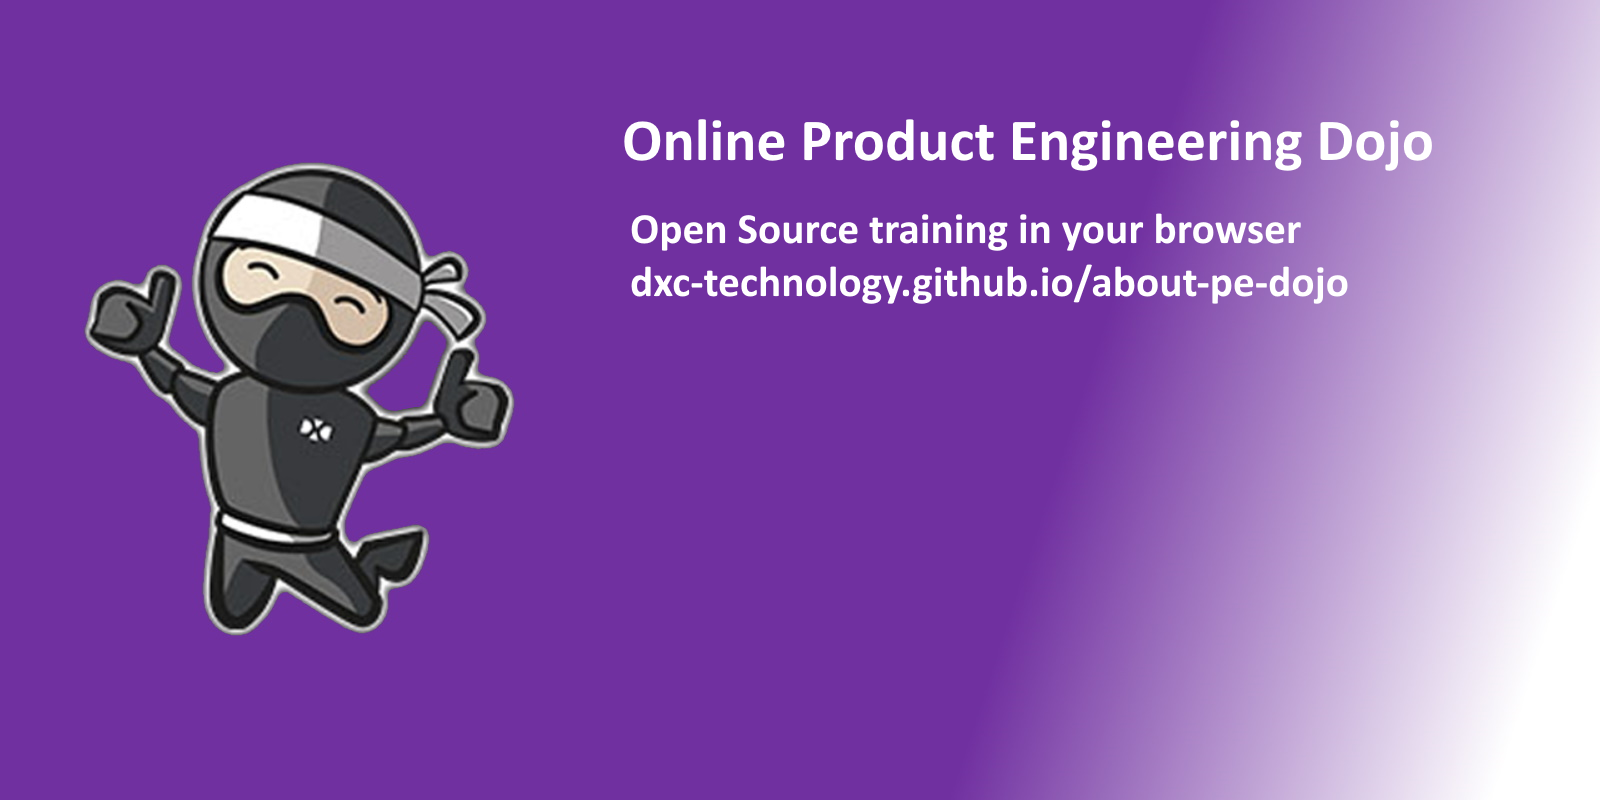 Online Product Engineering Dojo
Open Source training in your browser
dxc-technology.github.io/about-pe-dojo